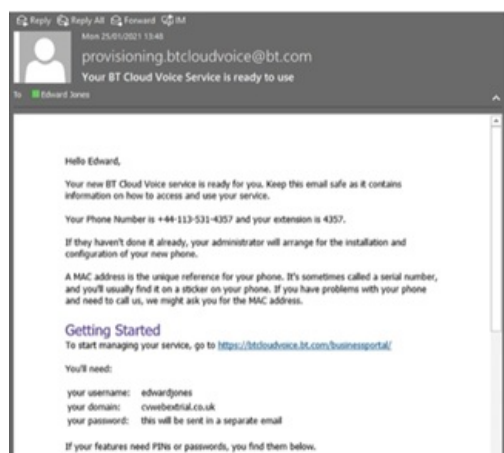 Reply Reply All Forward IM
Mon 25/01/2021 13:48
provisioning.btcloudvoice@bt.com
Your BT Cloud Voice Service is ready to use
To Edward Jones
Hello Edward,
Your new BT Cloud Voice service is ready for you. Keep this email safe as it contains
information on how to access and use your service.
Your Phone Number is +44-113-531-4357 and your extension is 4357.
If they haven't done it already, your administrator will arrange for the installation and
configuration of your new phone.
A MAC address is the unique reference for your phone. It's sometimes called a serial number,
and you'll usually find it on a sticker on your phone. If you have problems with your phone
and need to call us, we might ask you for the MAC address.
Getting Started
To start managing your service, go to https://btcloudvoice.bt.com/businessportal/
You'll need:
your username: edwardjones
your domain: cvwebextrial.co.uk
your password: this will be sent in a separate email
If your features need PINs or passwords, you find them below.